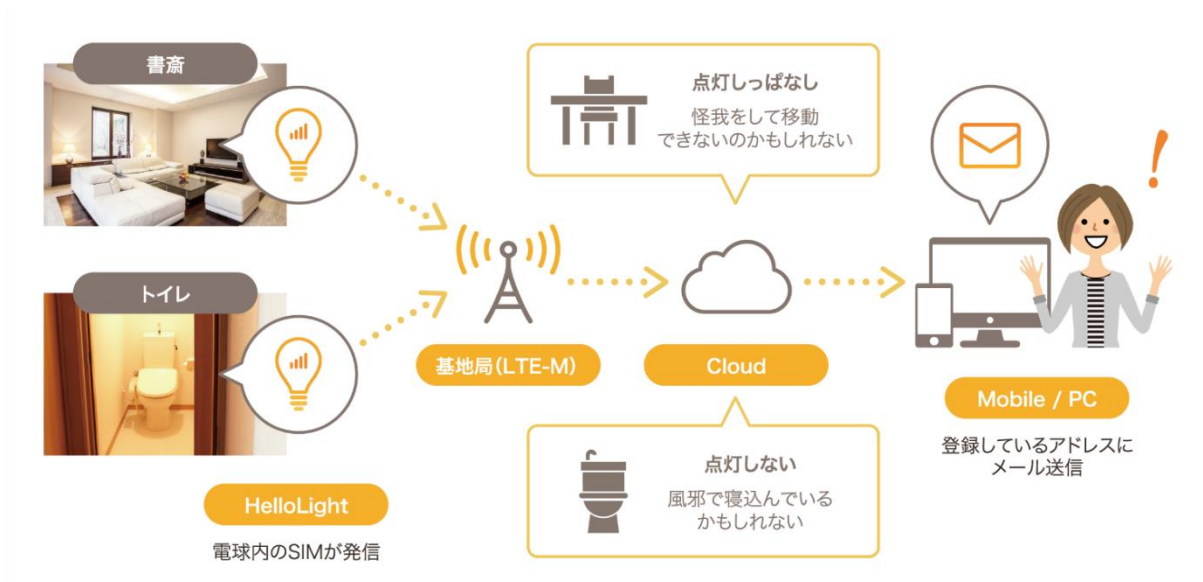 書斎
トイレ
HelloLight
電球内のSIMが発信
基地局(LTE-M)
点灯しっぱなし
怪我をして移動
できないのかもしれない
Cloud
点灯しない
風邪で寝込んでいる
かもしれない
Mobile / PC
登録しているアドレスに
メール送信